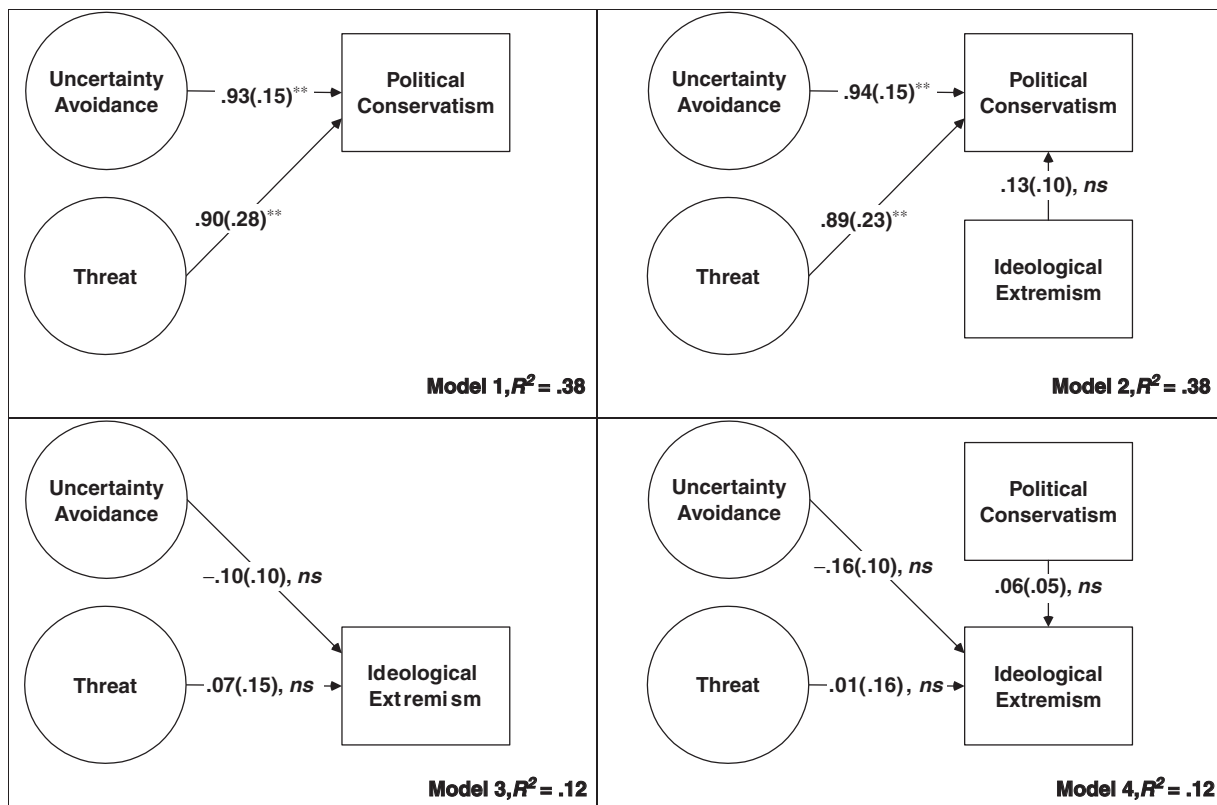 Uncertainty
Avoidance
.93(.15)**
Political
Conservatism
.90(.28)**
Threat
Model 1,R² = .38
Uncertainty
Avoidance
.94(.15)**
Political
Conservatism
.13(.10), ns
.89(.23)**
Threat
Ideological
Extremism
Model 2,R² = .38
Uncertainty
Avoidance
–.10(.10), ns
Threat
.07(.15), ns
Ideological
Extremism
Model 3,R² = .12
Uncertainty
Avoidance
Political
Conservatism
–.16(.10), ns
.06(.05), ns
Threat
.01(.16), ns
Ideological
Extremism
Model 4,R² = .12